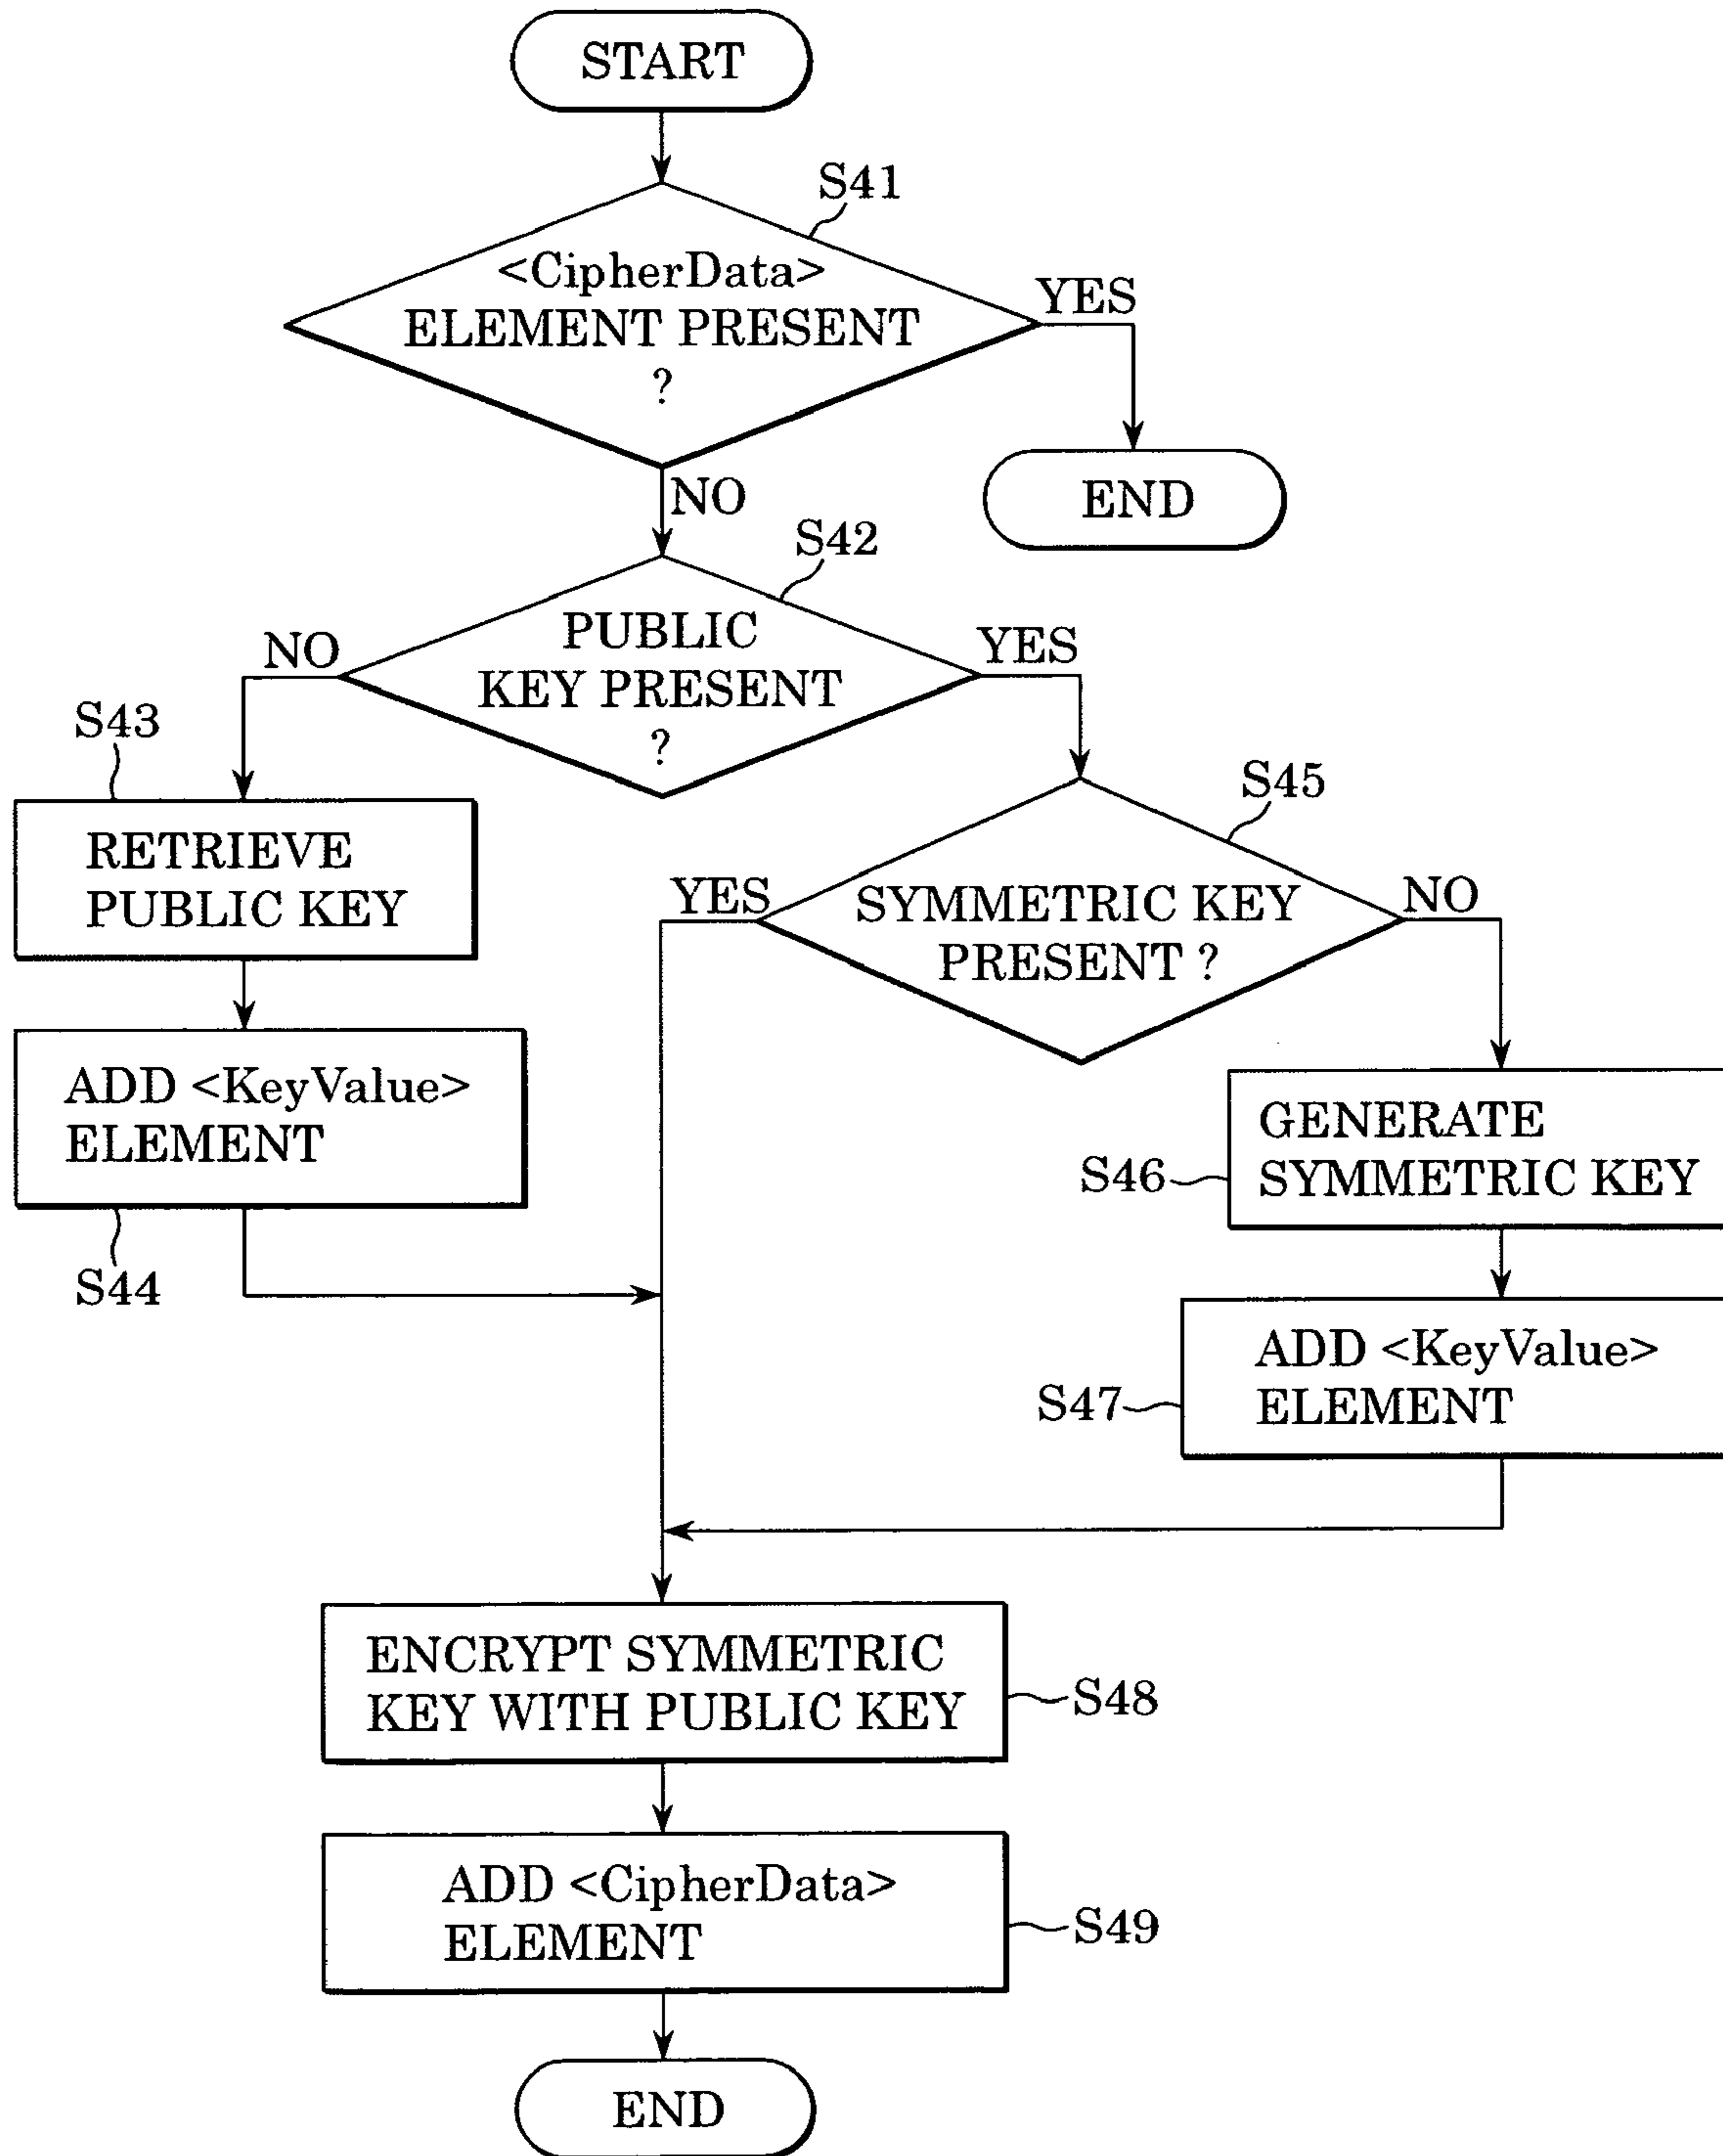 START
S41
<CipherData>
ELEMENT PRESENT
?
YES
END
NO
S42
PUBLIC
KEY PRESENT
?
NO
YES
S43
RETRIEVE
PUBLIC KEY
S45
SYMMETRIC KEY
PRESENT ?
YES
NO
ADD <KeyValue>
ELEMENT
S44
GENERATE
SYMMETRIC KEY
S46
ADD <KeyValue>
ELEMENT
S47
ENCRYPT SYMMETRIC
KEY WITH PUBLIC KEY
S48
ADD <CipherData>
ELEMENT
S49
END